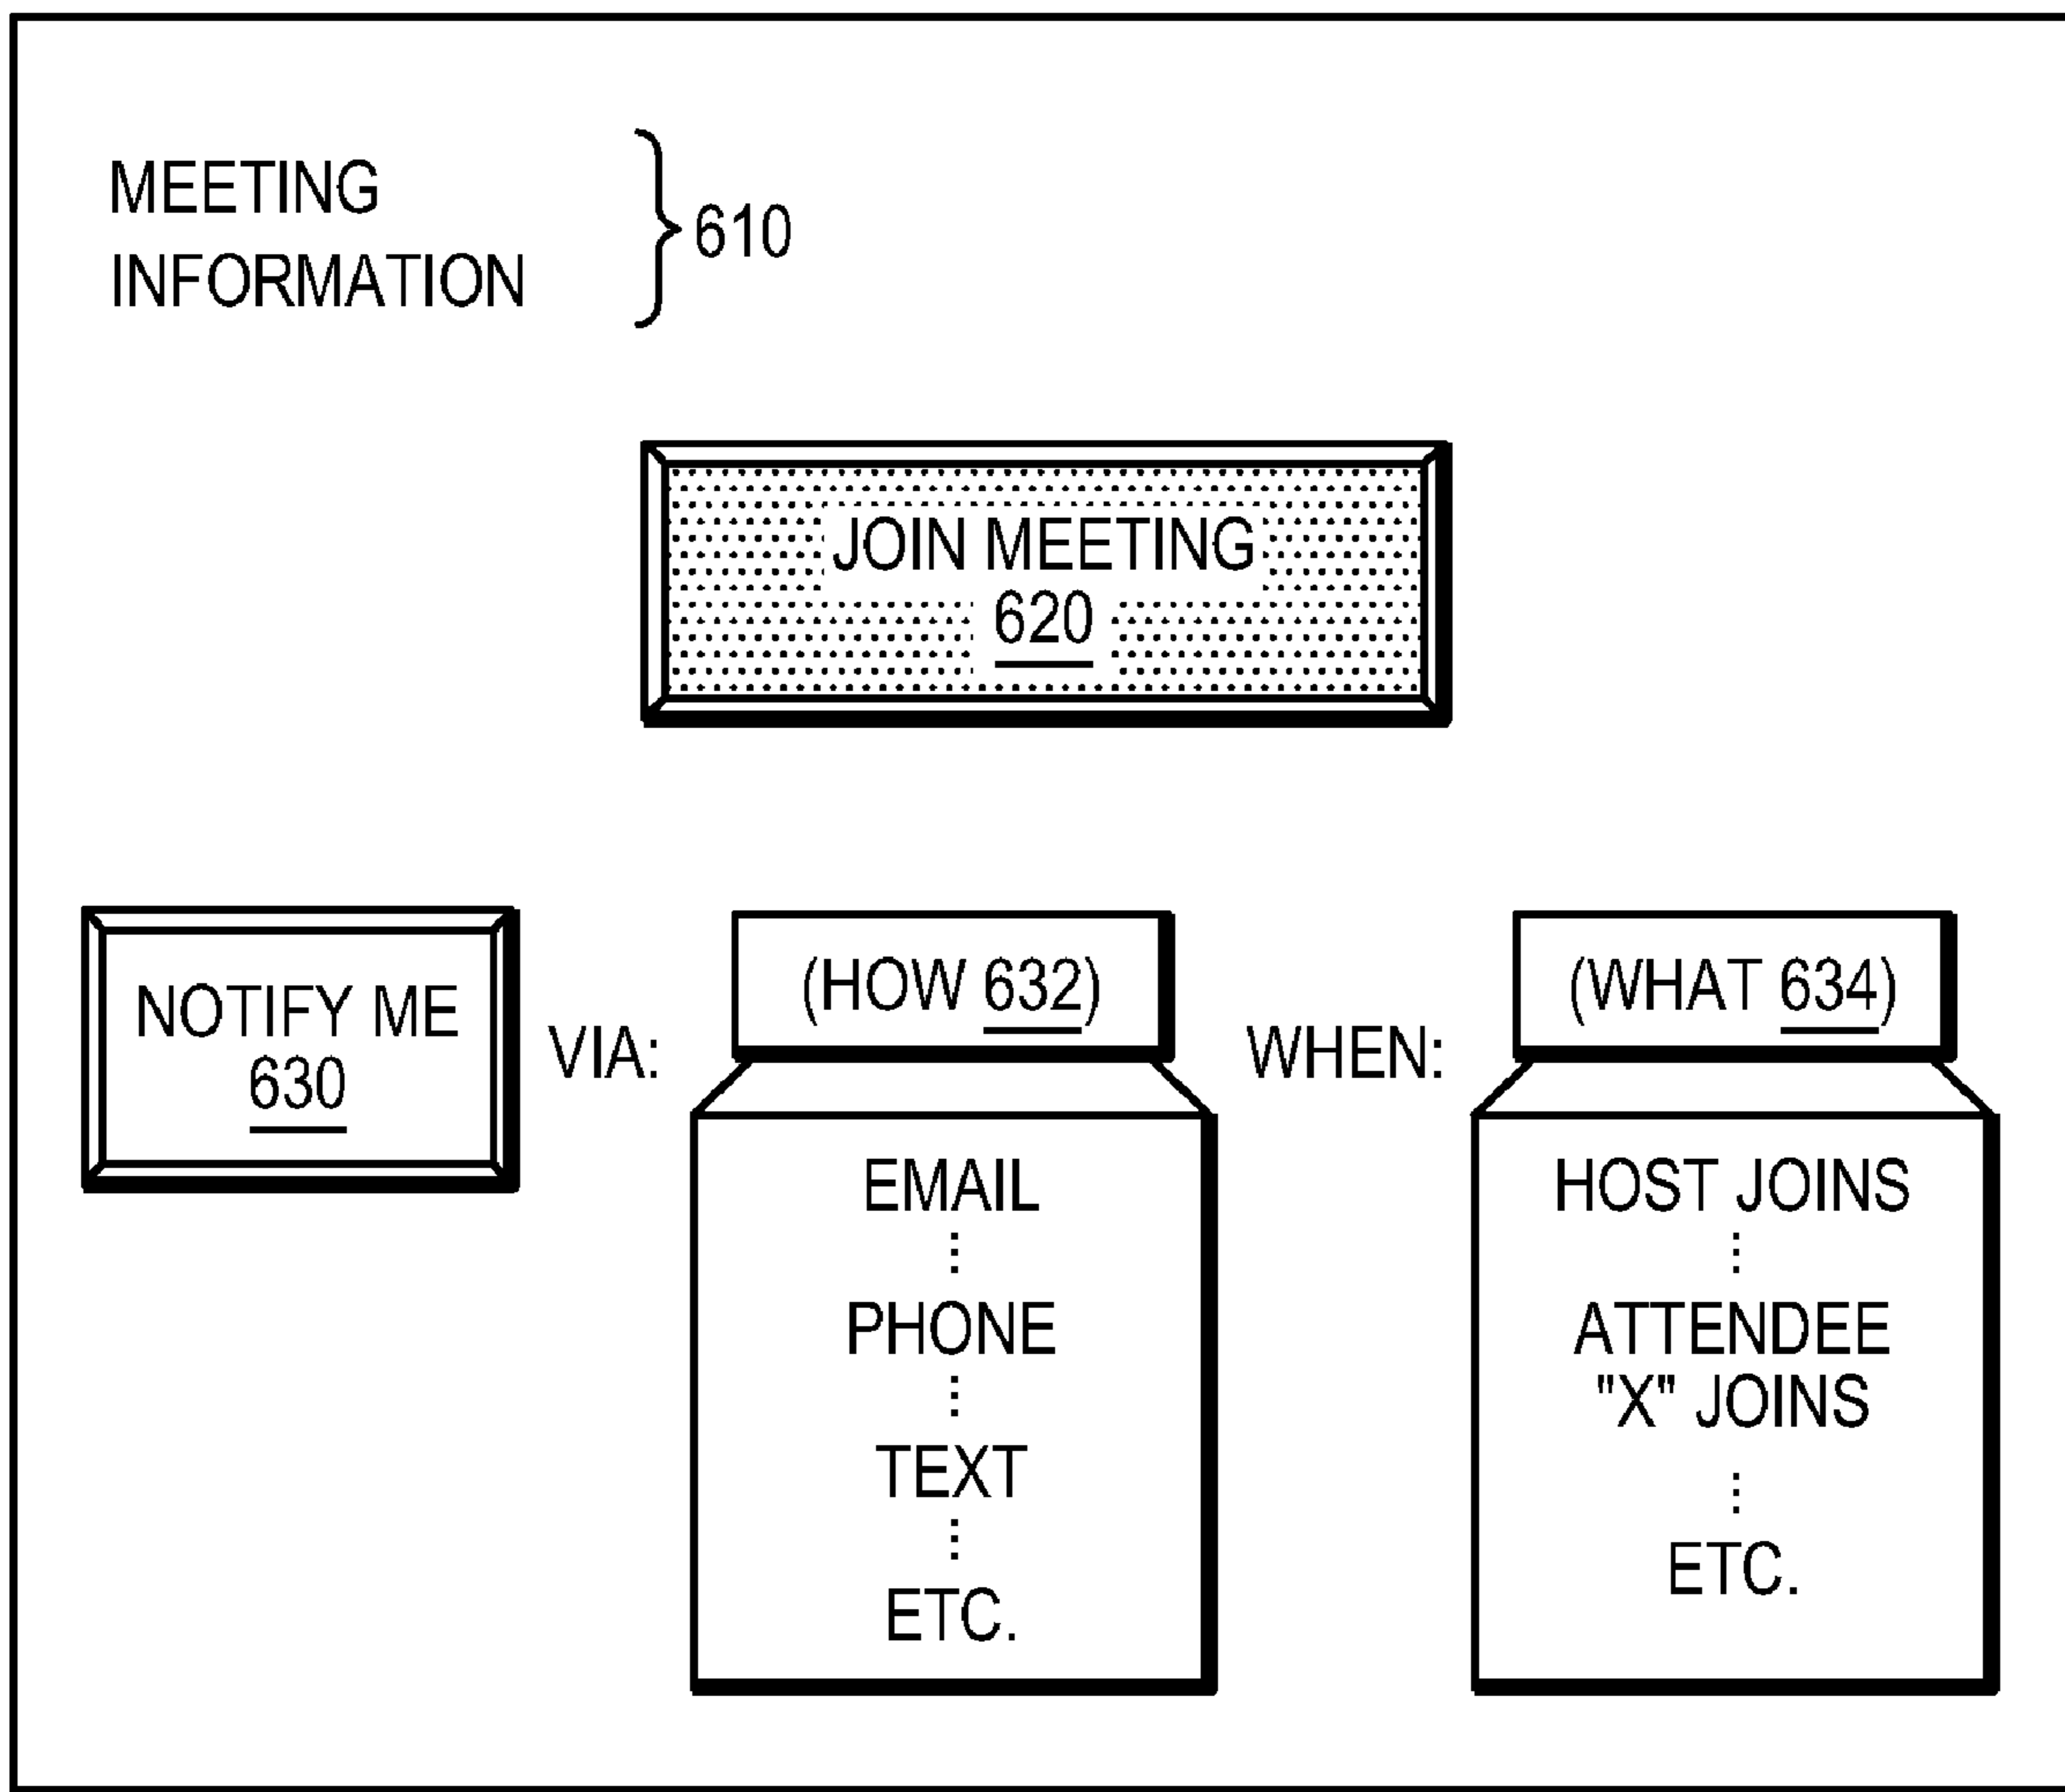 MEETING
INFORMATION
610
JOIN MEETING
620
NOTIFY ME
630
VIA:
(HOW 632)
EMAIL
PHONE
TEXT
ETC.
WHEN:
(WHAT 634)
HOST JOINS
ATTENDEE
"X" JOINS
ETC.